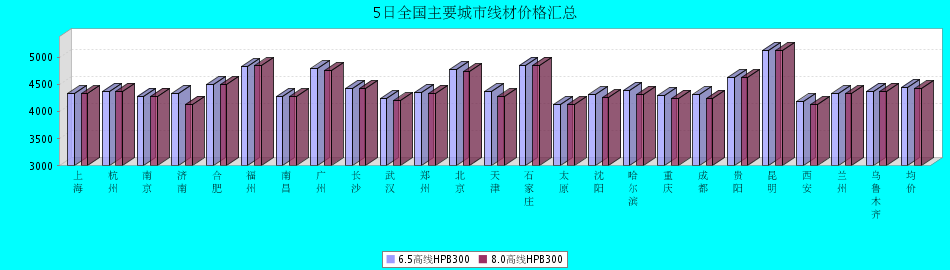 5日全国主要城市线材价格汇总
5000
4500
4000
3500
3000
上海
杭州
南京
济南
合肥
福州
南昌
广州
长沙
武汉
郑州
北京
天津
石家庄
太原
沈阳
哈尔滨
重庆
成都
贵阳
昆明
西安
兰州
乌鲁木齐
均价
6.5高线HPB300 8.0高线HPB300